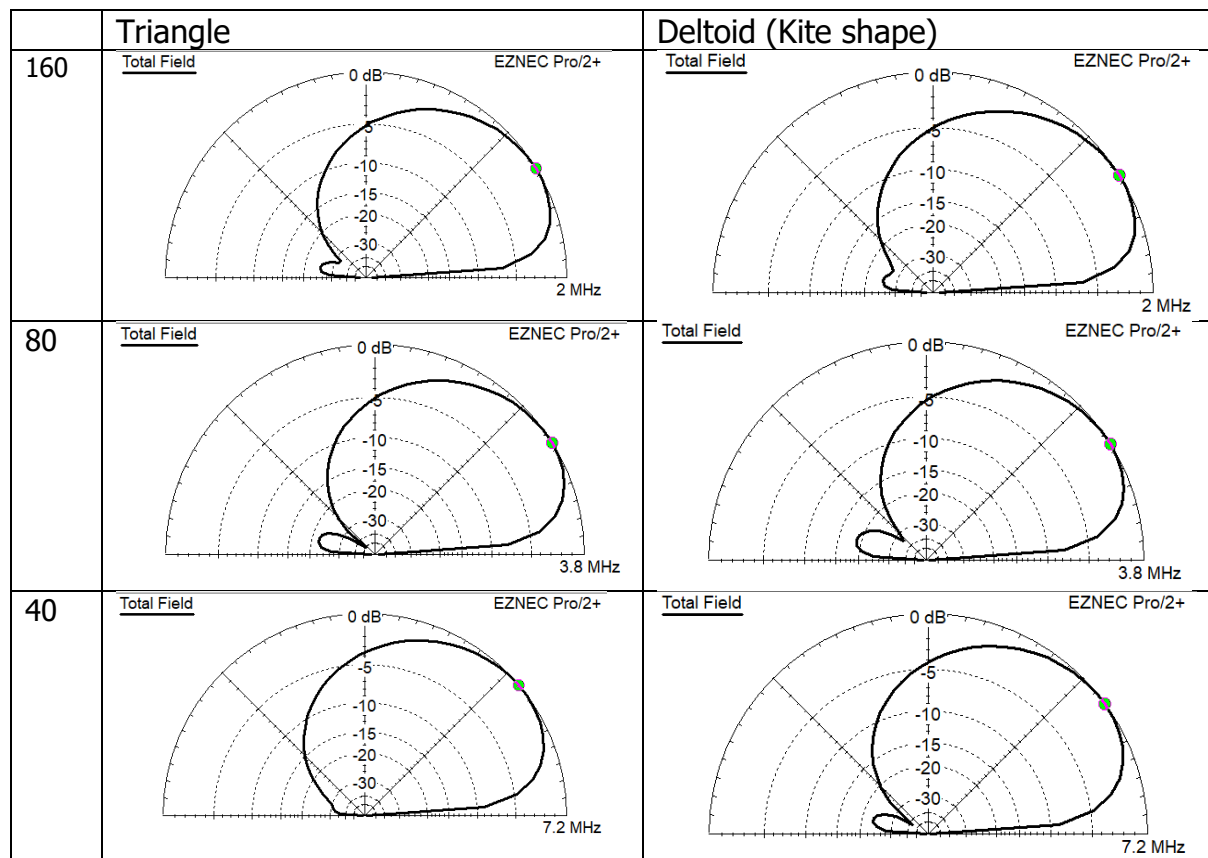 Triangle
Deltoid (Kite shape)
160
Total Field
EZNEC Pro/2+
0 dB
-5
-10
-15
-20
-30
2 MHz
Total Field
EZNEC Pro/2+
0 dB
-5
-10
-15
-20
-30
2 MHz
80
Total Field
EZNEC Pro/2+
0 dB
-5
-10
-15
-20
-30
3.8 MHz
Total Field
EZNEC Pro/2+
0 dB
-5
-10
-15
-20
-30
3.8 MHz
40
Total Field
EZNEC Pro/2+
0 dB
-5
-10
-15
-20
-30
7.2 MHz
Total Field
EZNEC Pro/2+
0 dB
-5
-10
-15
-20
-30
7.2 MHz